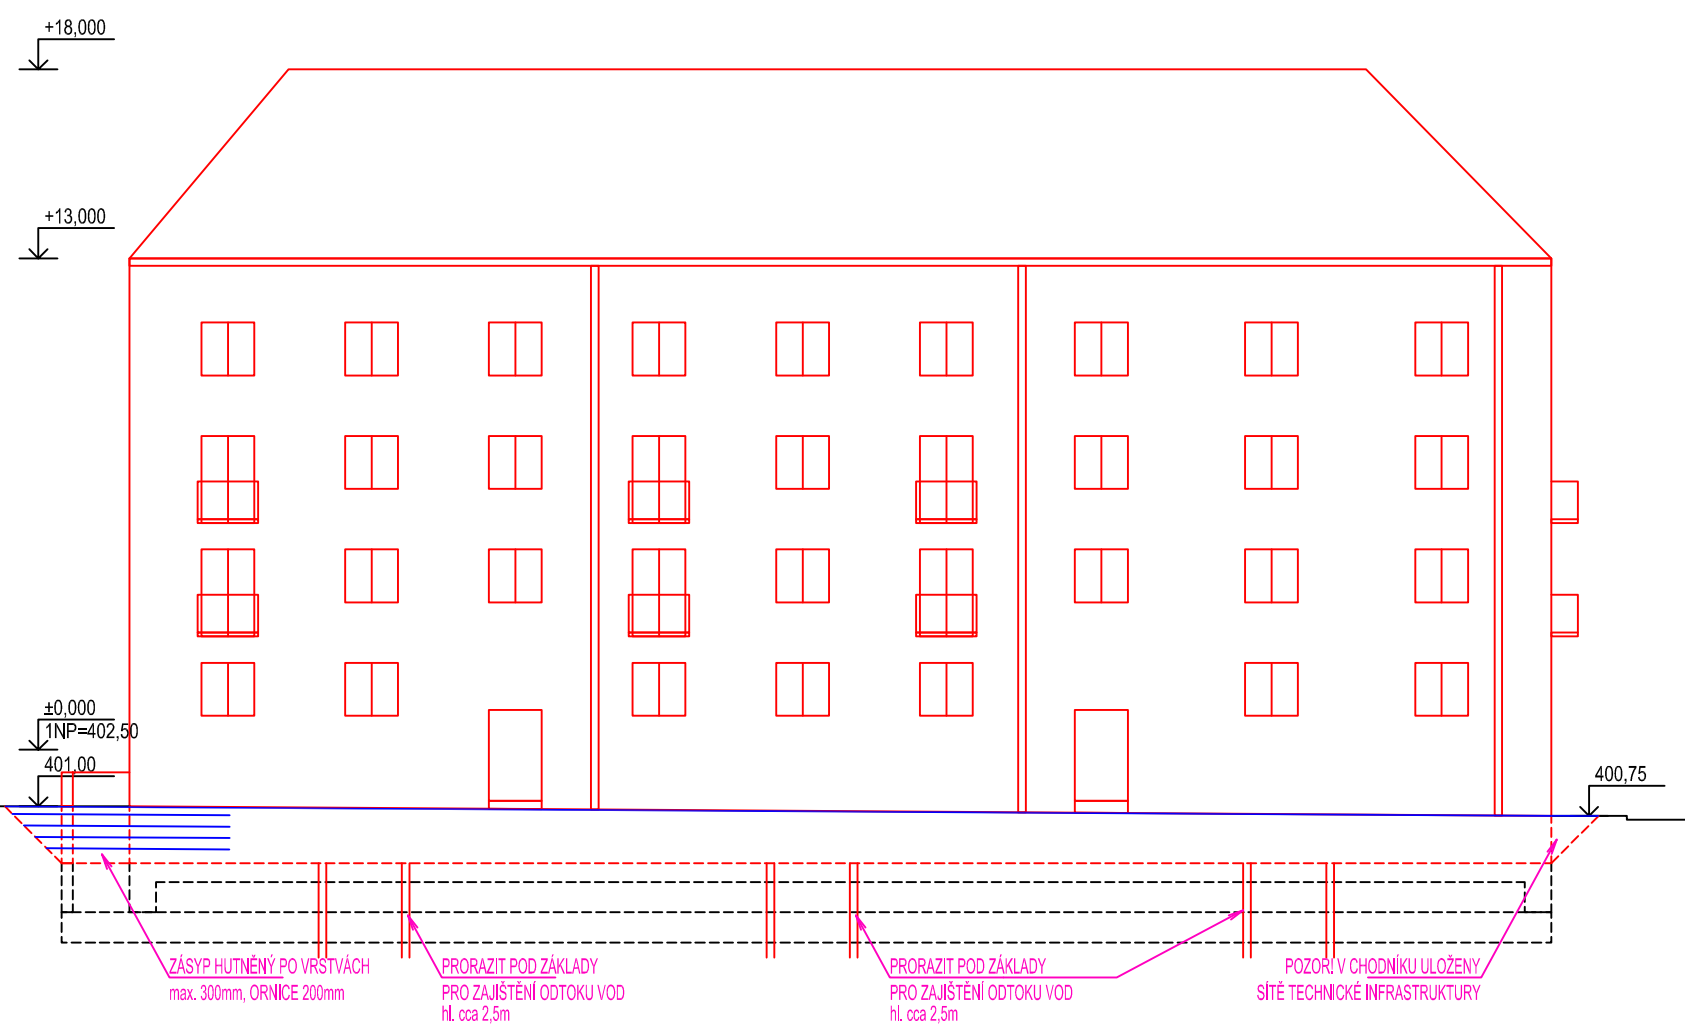 +18,000
+13,000
±0,000
1NP=402,50
401,00
400,75
ZÁSYP HUTNĚNÝ PO VRSTVÁCH
max. 300mm, ORNICE 200mm
PRORAZIT POD ZÁKLADY
PRO ZAJIŠTĚNÍ ODTOKU VOD
hl. cca 2,5m
PRORAZIT POD ZÁKLADY
PRO ZAJIŠTĚNÍ ODTOKU VOD
hl. cca 2,5m
POZOR! V CHODNÍKU ULOŽENY
SÍTĚ TECHNICKÉ INFRASTRUKTURY